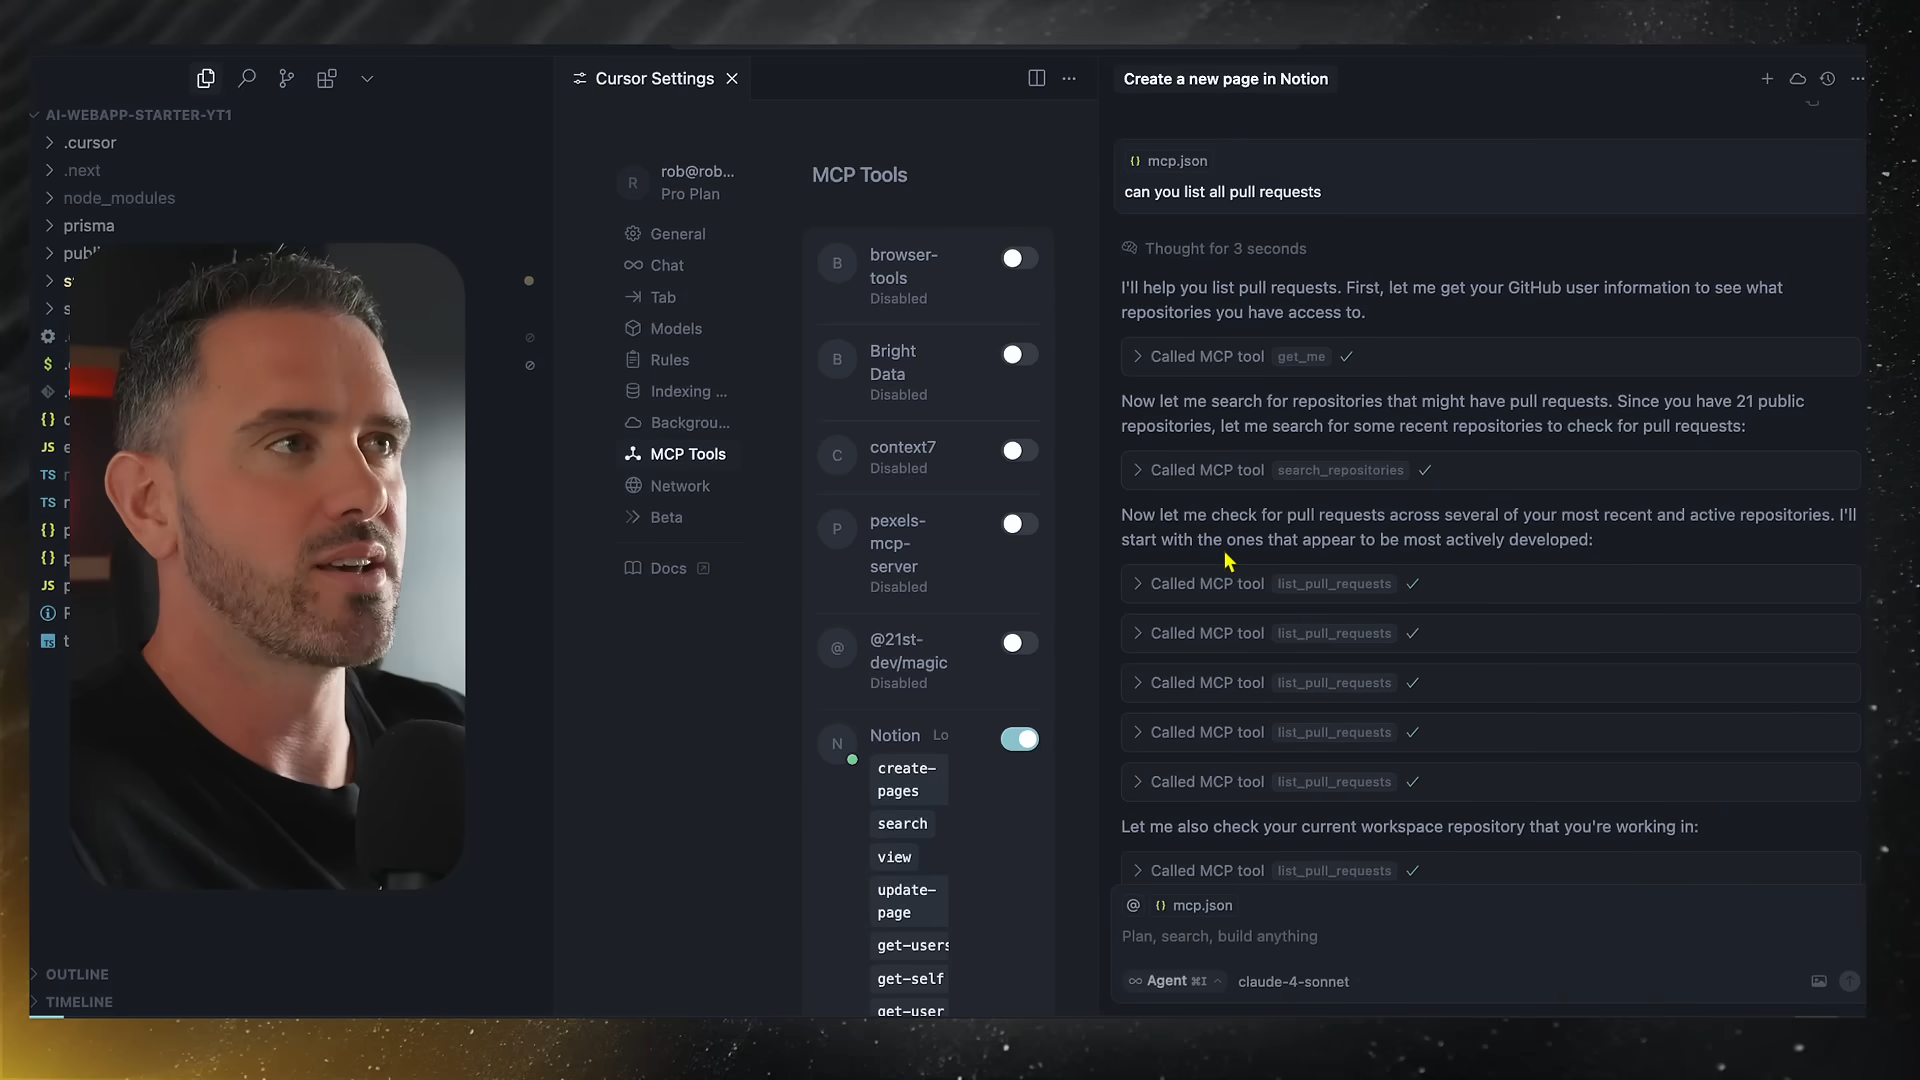 Cursor Settings
Create a new page in Notion
AI-WEBAPP-STARTER-YT1
.cursor
.next
node_modules
prisma
$
{}
JS
TS
TS
{}
{}
JS
TS
OUTLINE
TIMELINE
R
rob@rob...
Pro Plan
General
Chat
Tab
Models
Rules
Indexing ...
Backgrou...
MCP Tools
Network
Beta
Docs
MCP Tools
B
browser-
tools
Disabled
B
Bright
Data
Disabled
C
context7
Disabled
P
pexels-
mcp-
server
Disabled
@
@21st-
dev/magic
Disabled
N
Notion Lo
create-
pages
search
view
update-
page
get-users
get-self
get-user
{} mcp.json
can you list all pull requests
Thought for 3 seconds
I'll help you list pull requests. First, let me get your GitHub user information to see what
repositories you have access to.
Called MCP tool get_me
Now let me search for repositories that might have pull requests. Since you have 21 public
repositories, let me search for some recent repositories to check for pull requests:
Called MCP tool search_repositories
Now let me check for pull requests across several of your most recent and active repositories. I'll
start with the ones that appear to be most actively developed:
Called MCP tool list_pull_requests
Called MCP tool list_pull_requests
Called MCP tool list_pull_requests
Called MCP tool list_pull_requests
Called MCP tool list_pull_requests
Let me also check your current workspace repository that you're working in:
Called MCP tool list_pull_requests
@ {} mcp.json
Plan, search, build anything
Agent ⌘I claude-4-sonnet